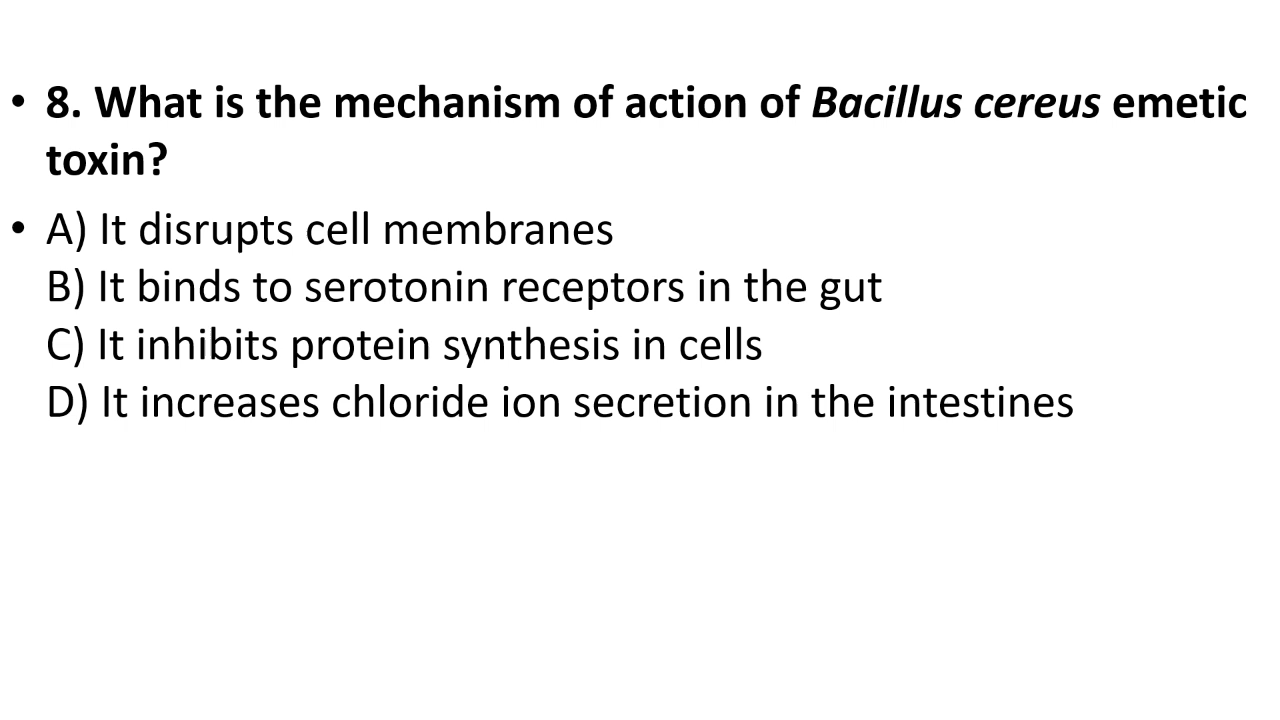 • 8. What is the mechanism of action of Bacillus cereus emetic
toxin?
• A) It disrupts cell membranes
B) It binds to serotonin receptors in the gut
C) It inhibits protein synthesis in cells
D) It increases chloride ion secretion in the intestines